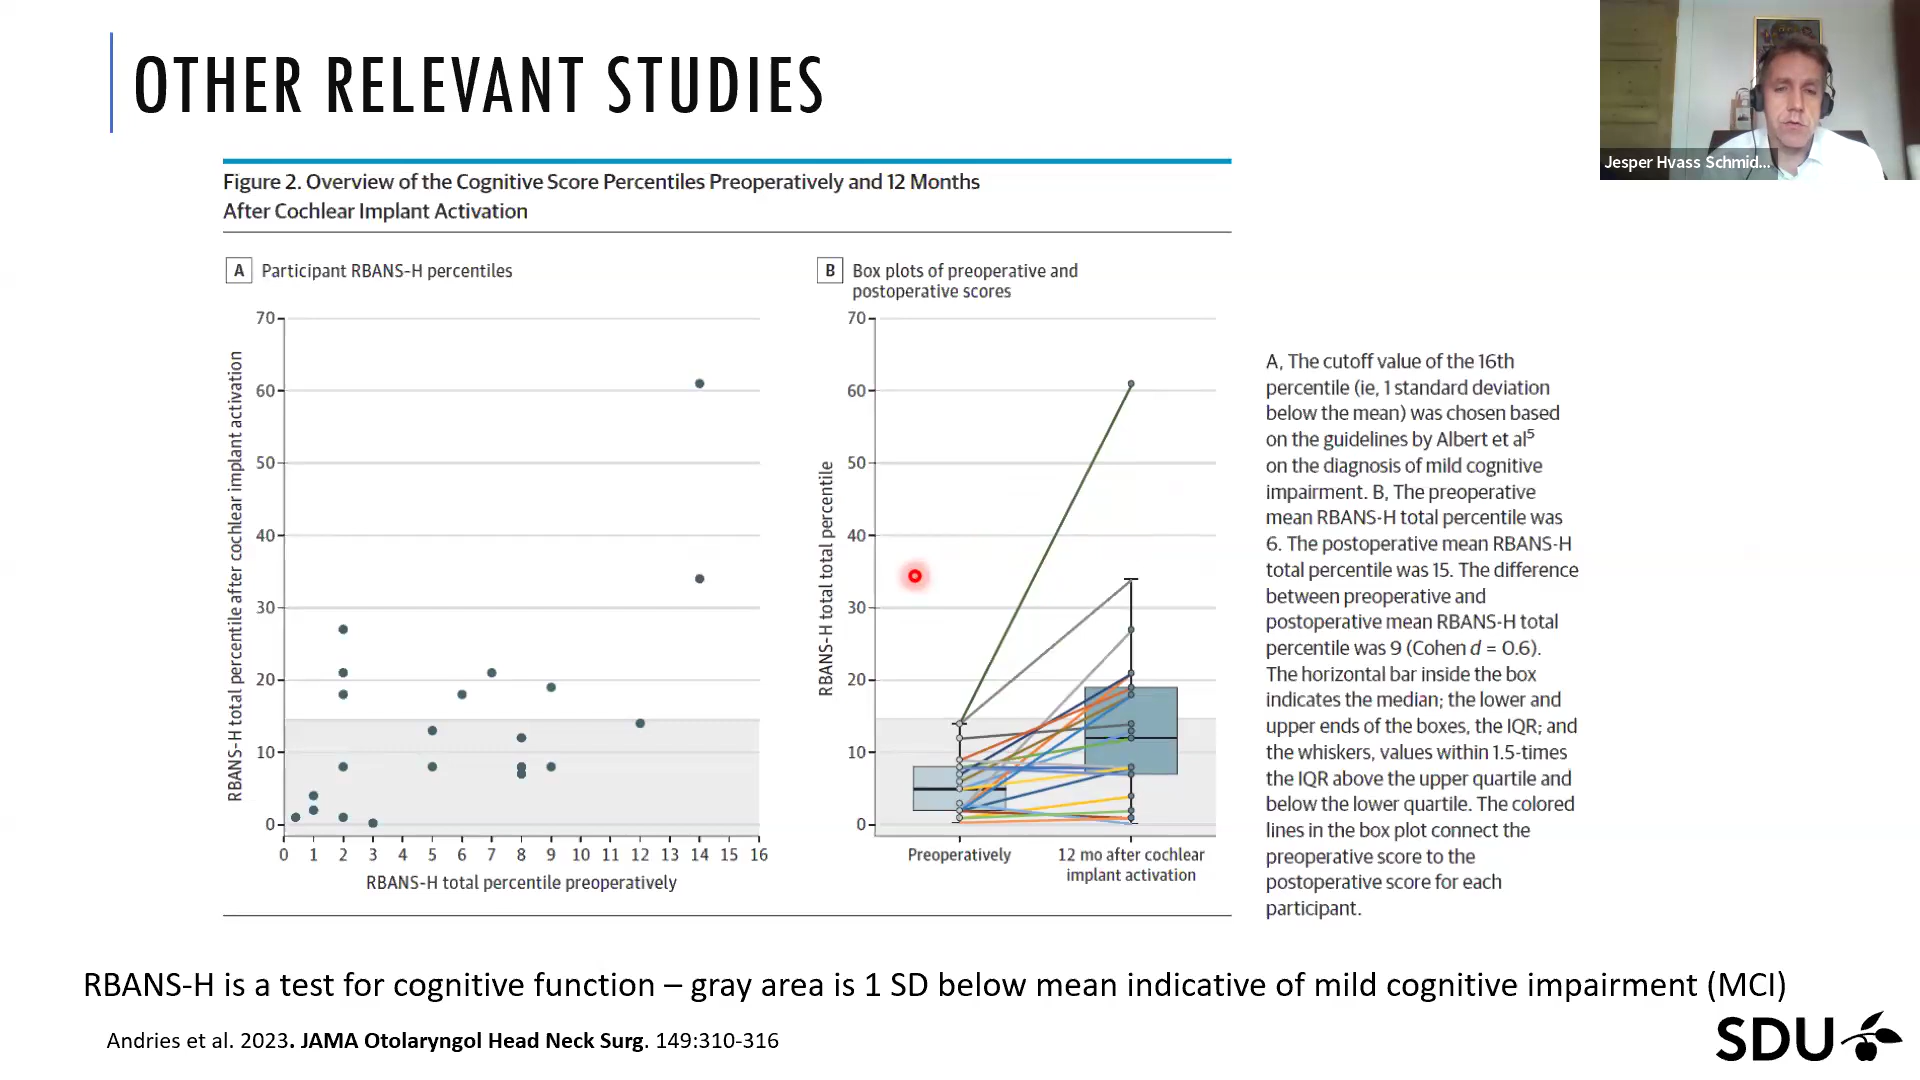 OTHER RELEVANT STUDIES
Jesper Hvass Schmid...
Figure 2. Overview of the Cognitive Score Percentiles Preoperatively and 12 Months
After Cochlear Implant Activation
A Participant RBANS-H percentiles
70
60
50
40
30
20
10
0
RBANS-H total percentile after cochlear implant activation
0 1 2 3 4 5 6 7 8 9 10 11 12 13 14 15 16
RBANS-H total percentile preoperatively
B Box plots of preoperative and
postoperative scores
70
60
50
40
30
20
10
0
RBANS-H total total percentile
Preoperatively
12 mo after cochlear
implant activation
A, The cutoff value of the 16th
percentile (ie, 1 standard deviation
below the mean) was chosen based
on the guidelines by Albert et al5
on the diagnosis of mild cognitive
impairment. B, The preoperative
mean RBANS-H total percentile was
6. The postoperative mean RBANS-H
total percentile was 15. The difference
between preoperative and
postoperative mean RBANS-H total
percentile was 9 (Cohen d = 0.6).
The horizontal bar inside the box
indicates the median; the lower and
upper ends of the boxes, the IQR; and
the whiskers, values within 1.5-times
the IQR above the upper quartile and
below the lower quartile. The colored
lines in the box plot connect the
preoperative score to the
postoperative score for each
participant.
RBANS-H is a test for cognitive function – gray area is 1 SD below mean indicative of mild cognitive impairment (MCI)
Andries et al. 2023. JAMA Otolaryngol Head Neck Surg. 149:310-316
SDU